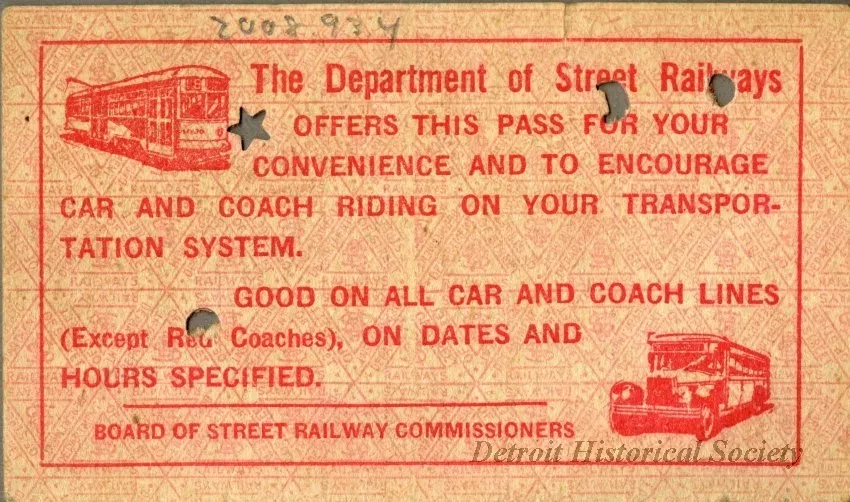 2008.934
The Department of Street Railways
OFFERS THIS PASS FOR YOUR
CONVENIENCE AND TO ENCOURAGE
CAR AND COACH RIDING ON YOUR TRANSPOR-
TATION SYSTEM.
GOOD ON ALL CAR AND COACH LINES
(Except Red Coaches), ON DATES AND
HOURS SPECIFIED.
BOARD OF STREET RAILWAY COMMISSIONERS
Detroit Historical Society